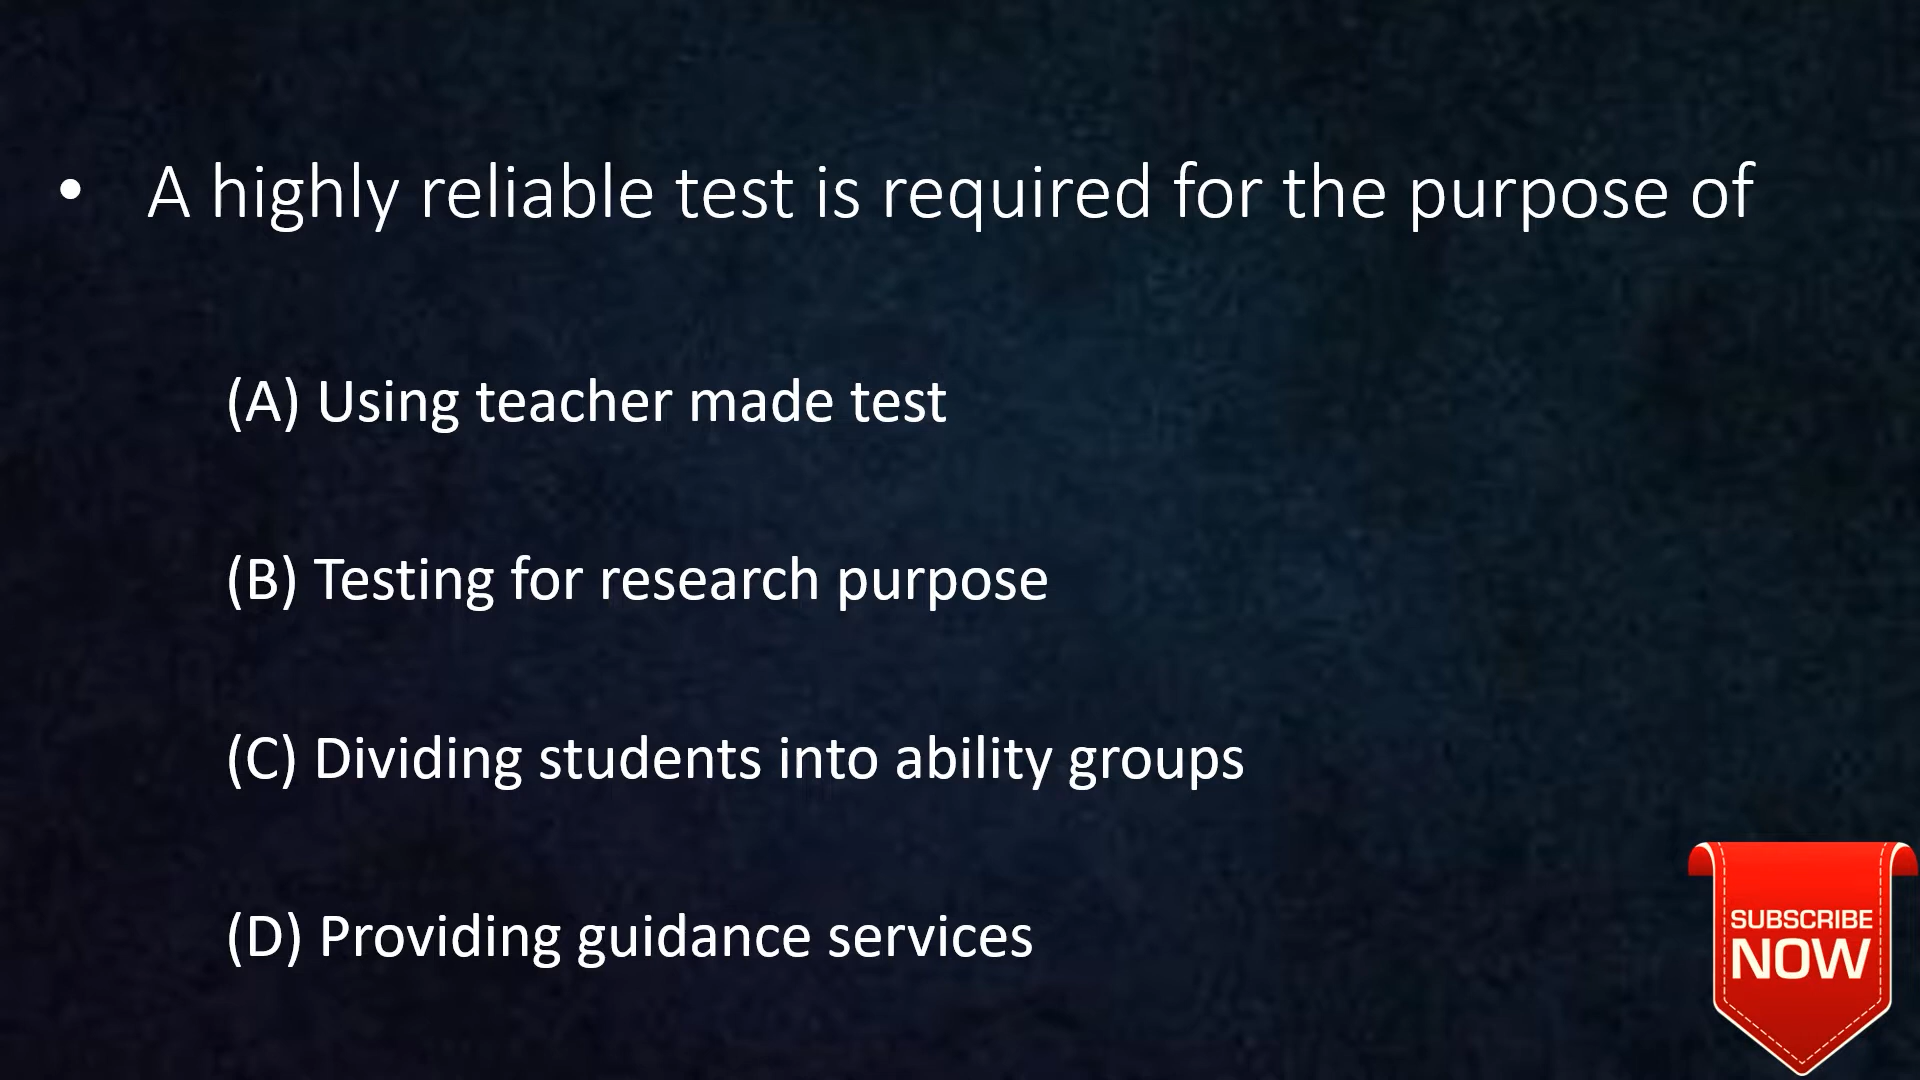 • A highly reliable test is required for the purpose of
(A) Using teacher made test
(B) Testing for research purpose
(C) Dividing students into ability groups
(D) Providing guidance services
SUBSCRIBE
NOW